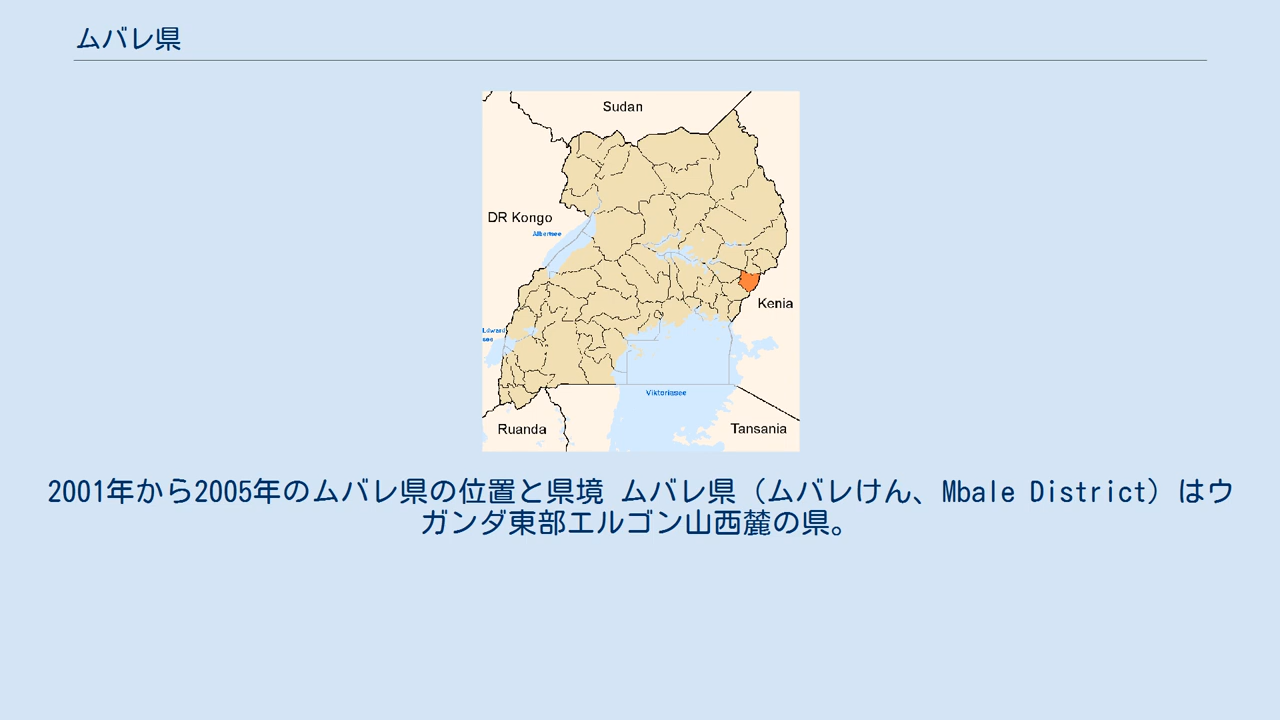 ムバレ県
Sudan
DR Kongo
Albertsee
Kenia
Edward
see
Viktoriasee
Ruanda
Tansania
2001年から2005年のムバレ県の位置と県境 ムバレ県（ムバレけん、Mbale District）はウ
ガンダ東部エルゴン山西麓の県。